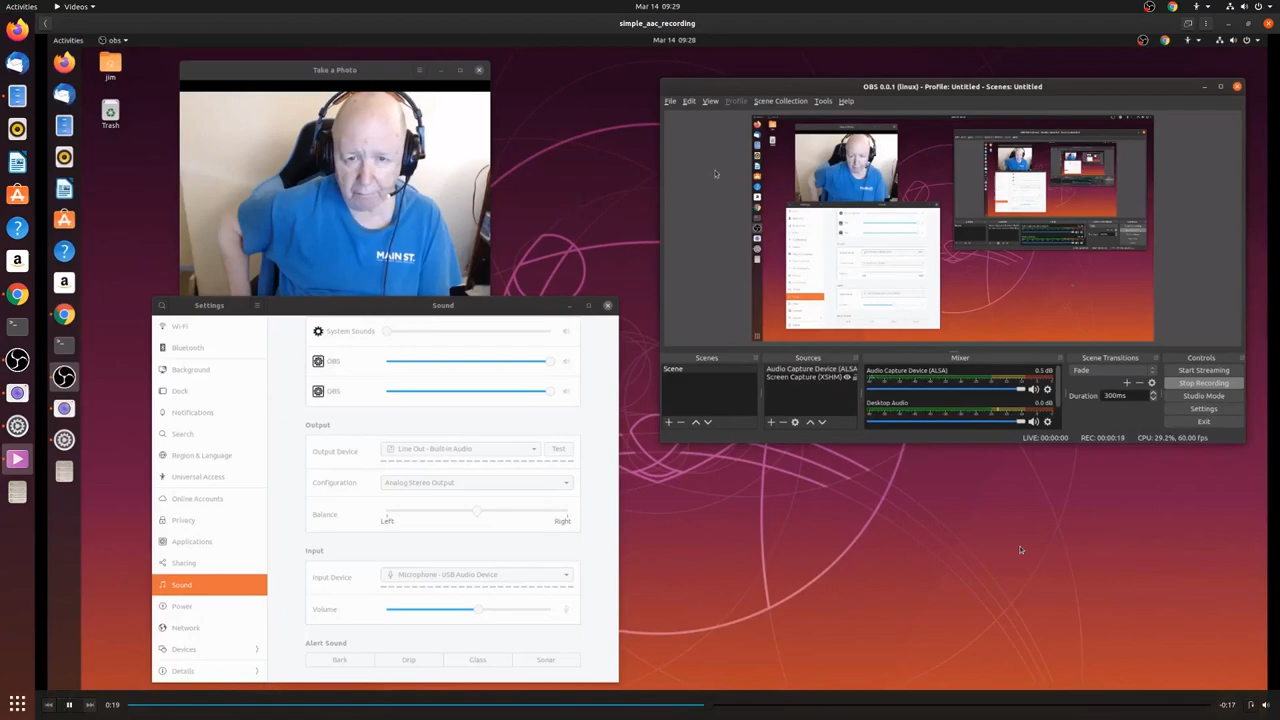 Activities
Videos
Mar 14 09:29
simple_aac_recording
Activities
obs
Mar 14 09:28
jim
Trash
Take a Photo
MAIN ST.
OBS 0.0.1 (linux) - Profile: Untitled - Scenes: Untitled
File Edit View Profile Scene Collection Tools Help
Settings
Sound
Wi-Fi
Bluetooth
Background
Dock
Notifications
Search
Region & Language
Universal Access
Online Accounts
Privacy
Applications
Sharing
Sound
Power
Network
Devices
Details
System Sounds
OBS
OBS
Output
Output Device
Line Out - Built-in Audio
Test
Configuration
Analog Stereo Output
Balance
Left
Right
Input
Input Device
Microphone - USB Audio Device
Volume
Alert Sound
Bark
Drip
Glass
Sonar
Scenes
Scene
Sources
Audio Capture Device (ALSA)
Screen Capture (XSHM)
Mixer
Audio Capture Device (ALSA)
0.5 dB
Desktop Audio
0.0 dB
Scene Transitions
Fade
Duration
300ms
Controls
Start Streaming
Stop Recording
Studio Mode
Settings
Exit
LIVE: 00:00:00
REC: 00:00:19
CPU: 29.2%, 60.00 fps
0:19
-0:17